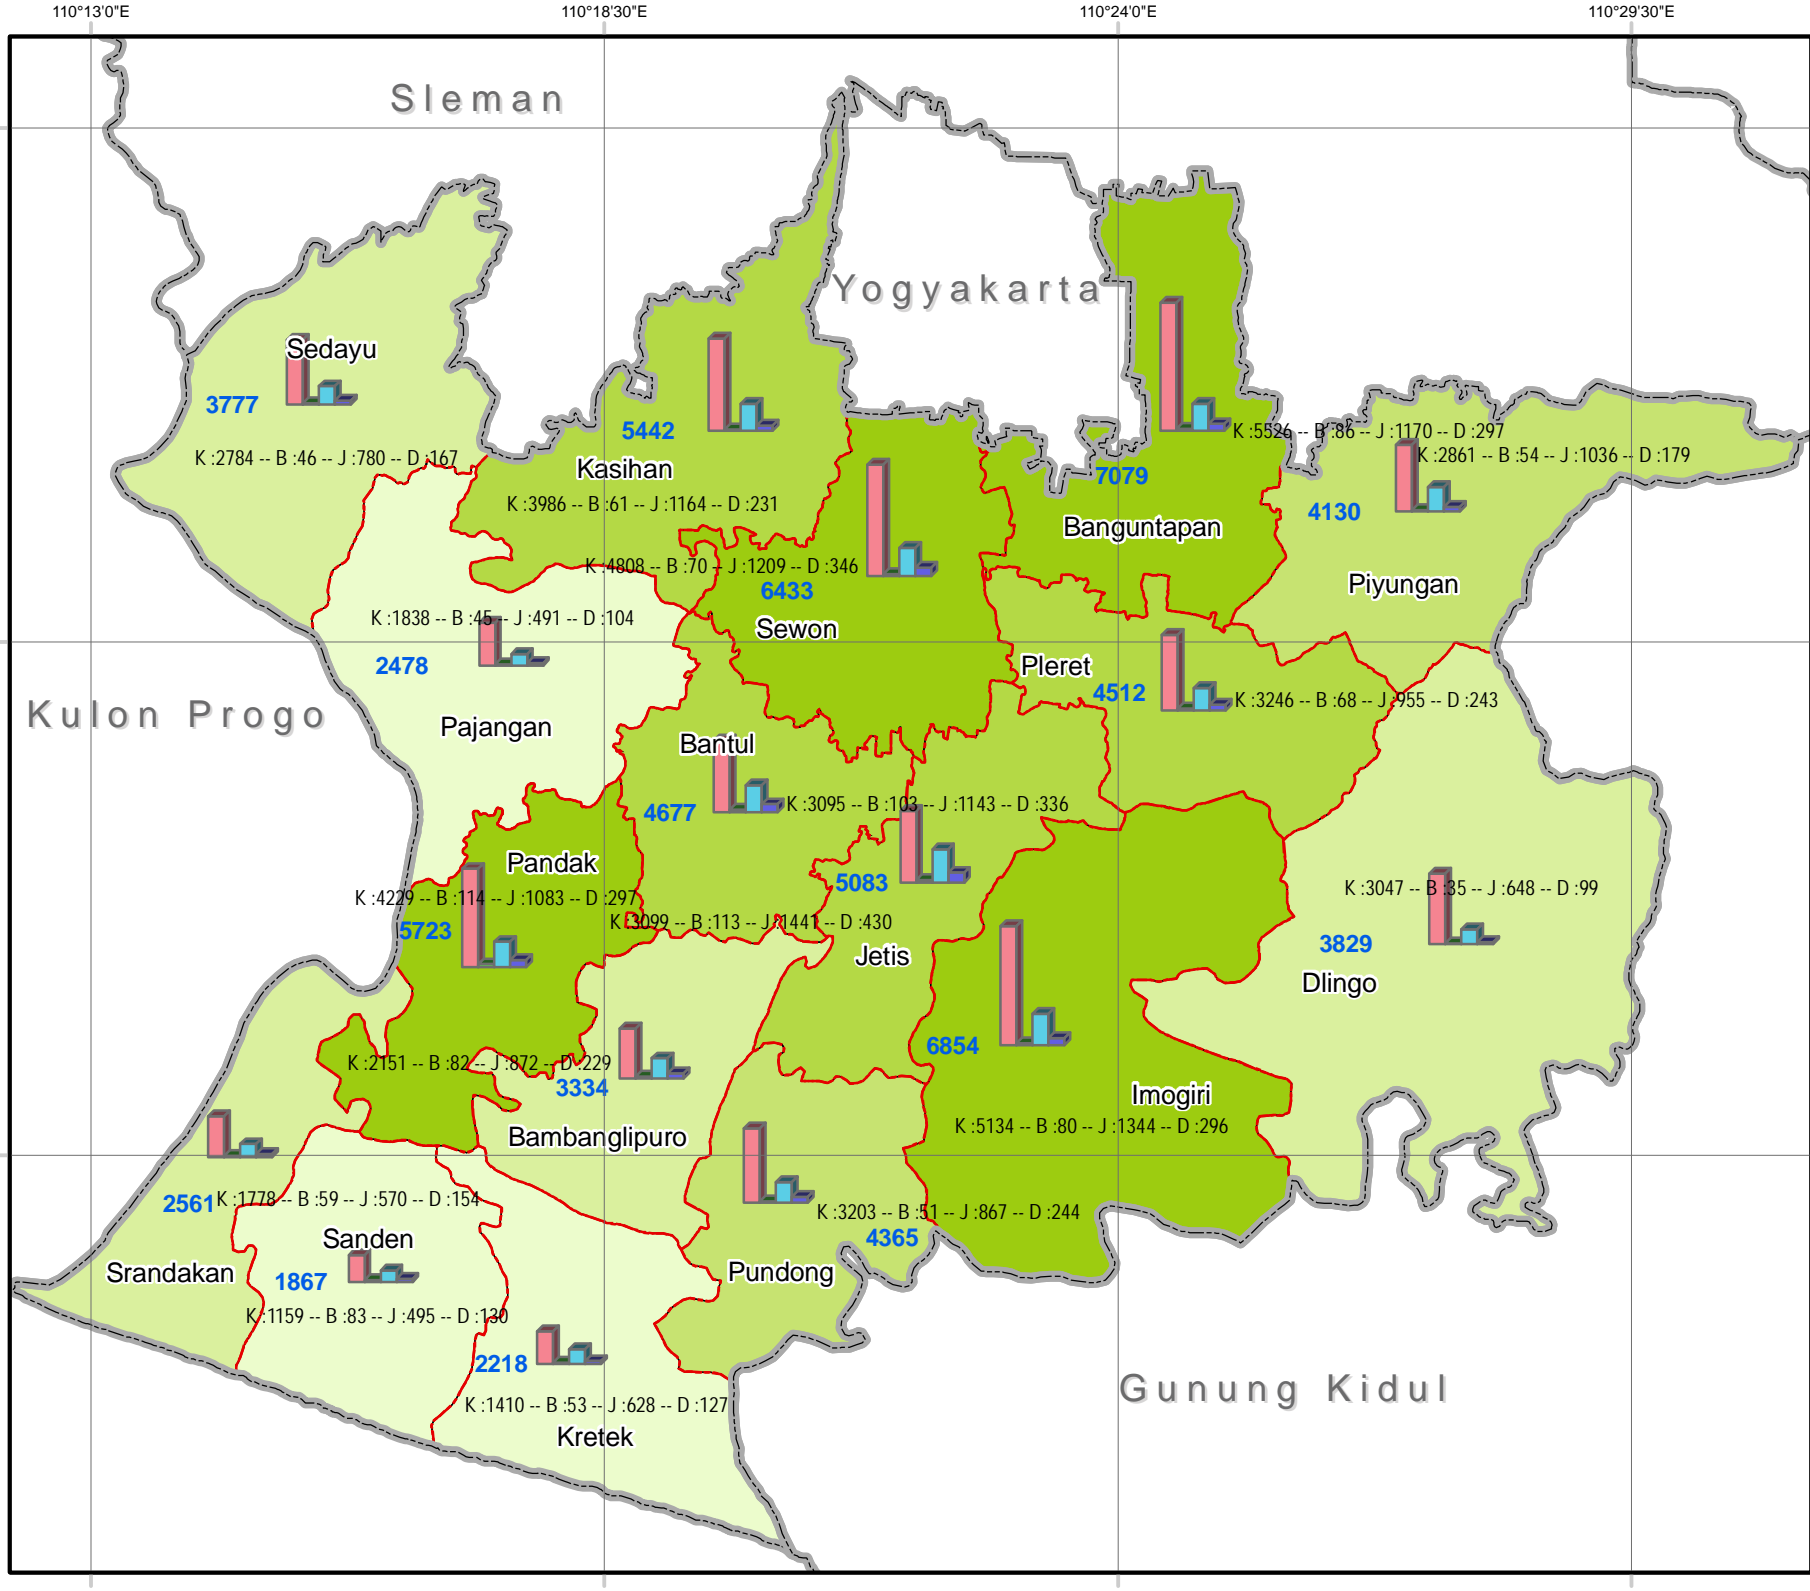 110°13'0"E
110°18'30"E
110°24'0"E
110°29'30"E
Sleman
Yogyakarta
Sedayu
3777
K :2784 -- B :46 -- J :780 -- D :167
5442
Kasihan
K :3986 -- B :61 -- J :1164 -- D :231
K :5526 -- B :86 -- J :1170 -- D :297
7079
Banguntapan
K :2861 -- B :54 -- J :1036 -- D :179
4130
Piyungan
K :4808 -- B :70 -- J :1209 -- D :346
6433
Sewon
K :1838 -- B :45 -- J :491 -- D :104
2478
Pajangan
Pleret
4512
K :3246 -- B :68 -- J :955 -- D :243
Kulon Progo
Bantul
4677
K :3095 -- B :103 -- J :1143 -- D :336
Pandak
K :4229 -- B :114 -- J :1083 -- D :297
5723
5083
K :3099 -- B :113 -- J :1441 -- D :430
Jetis
K :3047 -- B :35 -- J :648 -- D :99
3829
Dlingo
6854
Imogiri
K :5134 -- B :80 -- J :1344 -- D :296
K :2151 -- B :82 -- J :872 -- D :229
3334
Bambanglipuro
2561
K :1778 -- B :59 -- J :570 -- D :154
Srandakan
Sanden
1867
K :1159 -- B :83 -- J :495 -- D :130
K :3203 -- B :51 -- J :867 -- D :244
4365
Pundong
2218
K :1410 -- B :53 -- J :628 -- D :127
Kretek
Gunung Kidul